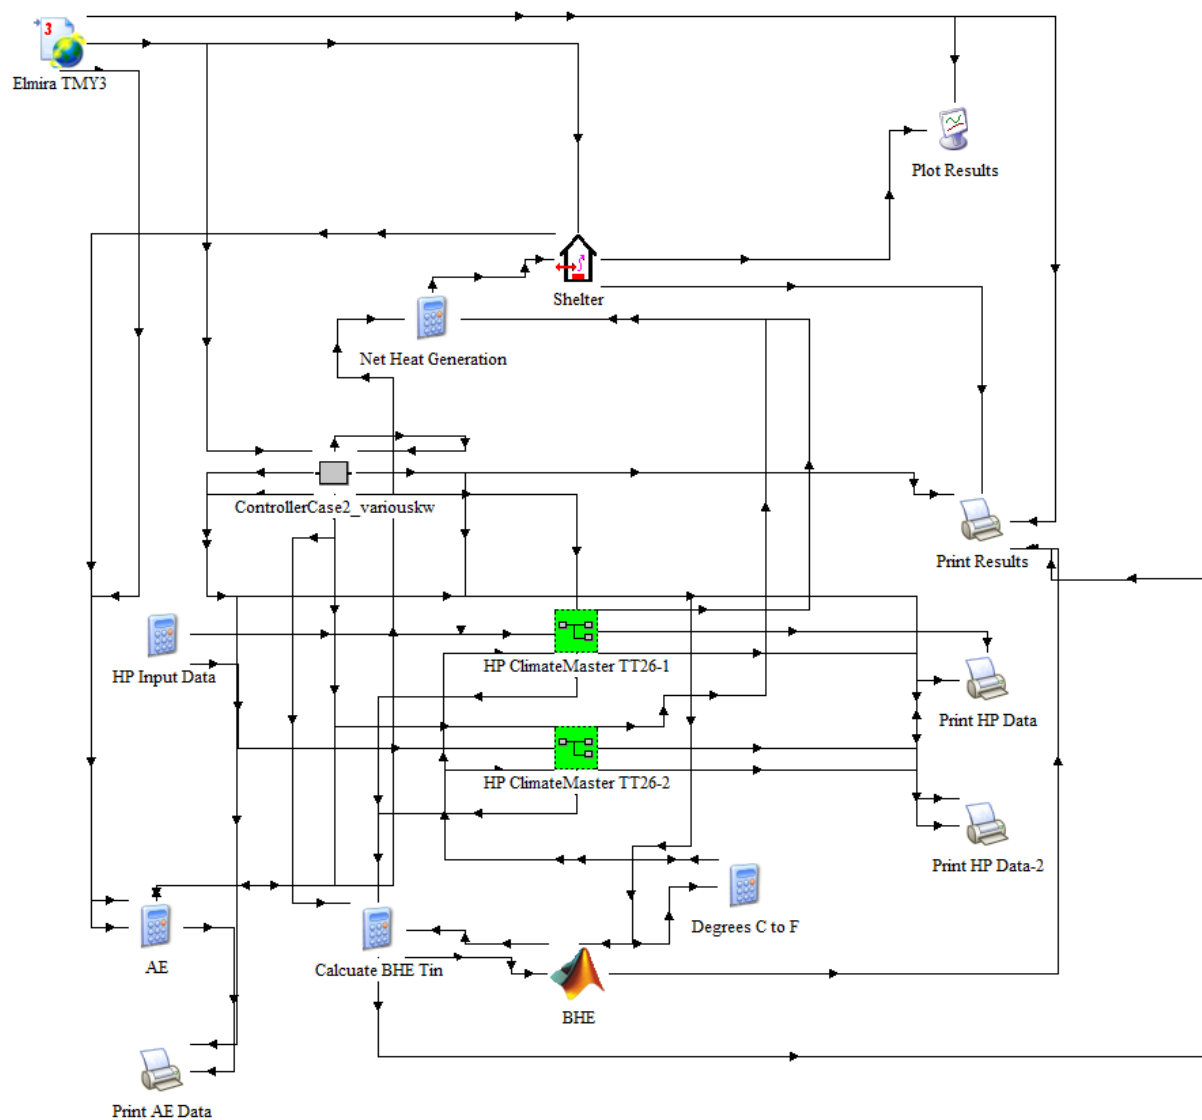 3
Elmira TMY3
Plot Results
Shelter
Net Heat Generation
ControllerCase2_variouskw
Print Results
HP Input Data
HP ClimateMaster TT26-1
Print HP Data
HP ClimateMaster TT26-2
Print HP Data-2
Degrees C to F
AE
Calcuate BHE Tin
BHE
Print AE Data